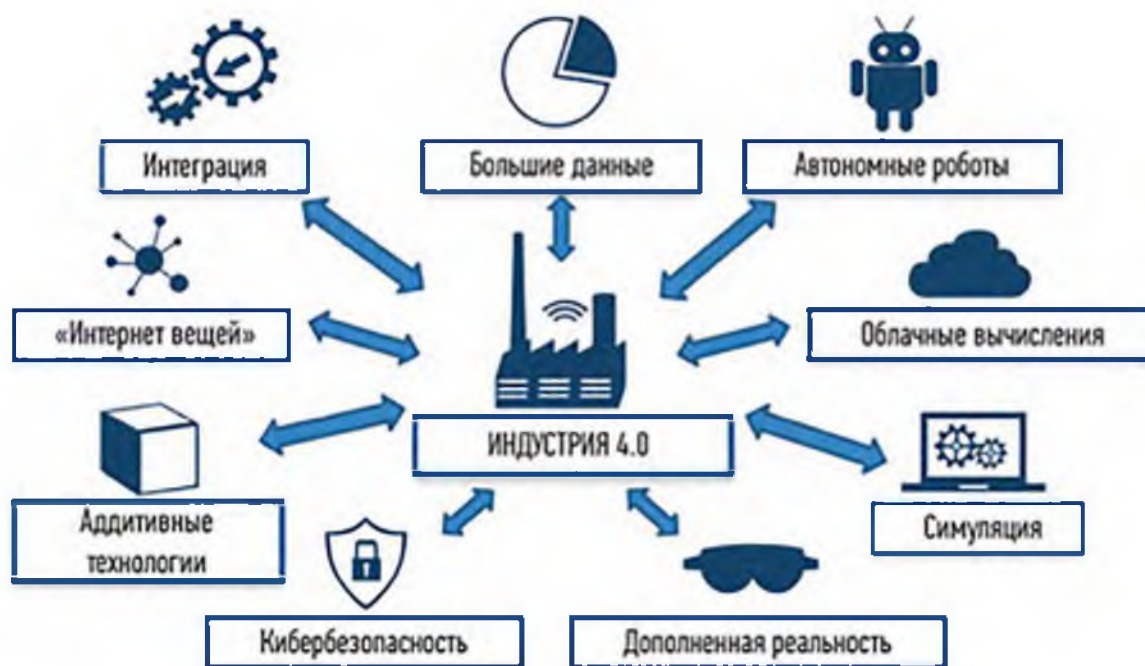 Интеграция
Большие данные
Автономные роботы
«Интернет вещей»
Облачные вычисления
ИНДУСТРИЯ 4.0
Аддитивные
технологии
Симуляция
Кибербезопасность
Дополненная реальность